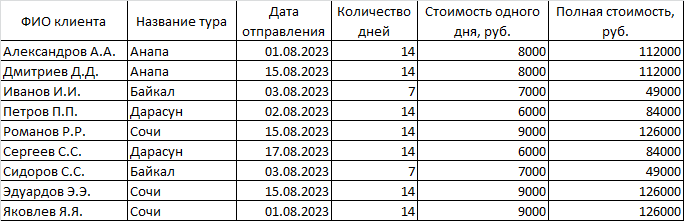 ФИО клиента Название тура Дата отправления Количество дней Стоимость одного дня, руб. Полная стоимость, руб.
Александров А.А. Анапа 01.08.2023 14 8000 112000
Дмитриев Д.Д. Анапа 15.08.2023 14 8000 112000
Иванов И.И. Байкал 03.08.2023 7 7000 49000
Петров П.П. Дарасун 02.08.2023 14 6000 84000
Романов Р.Р. Сочи 15.08.2023 14 9000 126000
Сергеев С.С. Дарасун 17.08.2023 14 6000 84000
Сидоров С.С. Байкал 03.08.2023 7 7000 49000
Эдуардов Э.Э. Сочи 15.08.2023 14 9000 126000
Яковлев Я.Я. Сочи 01.08.2023 14 9000 126000